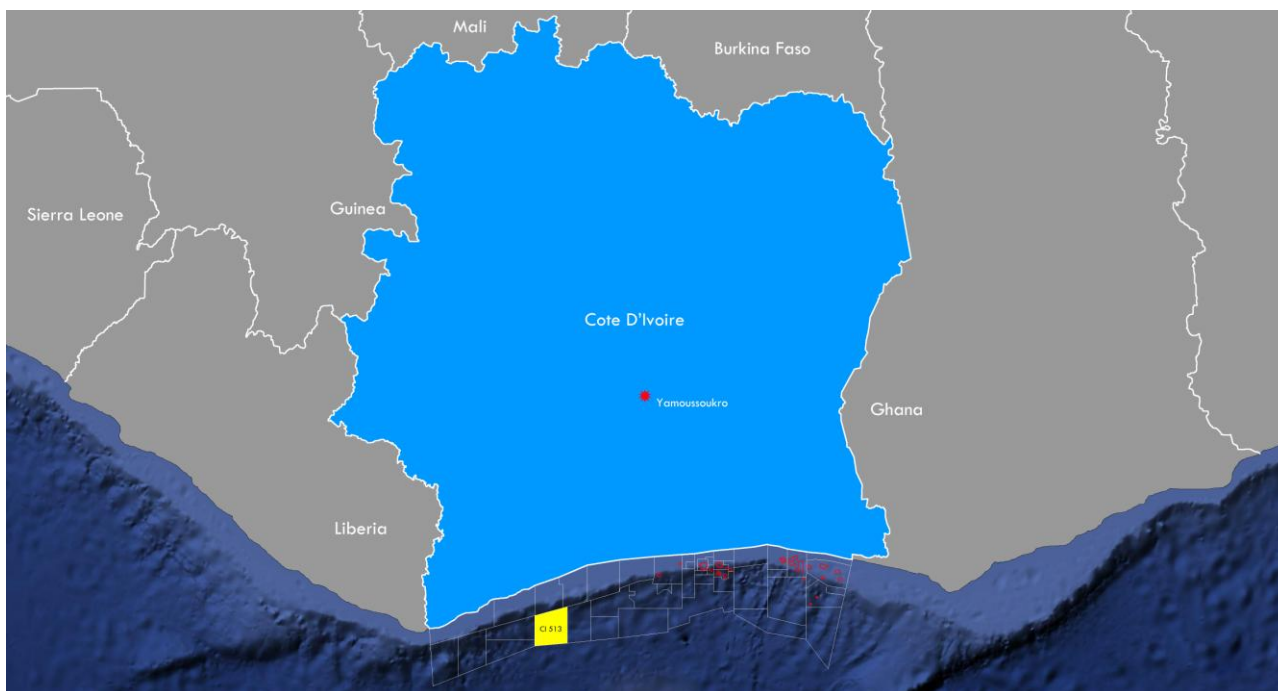 Mali
Burkina Faso
Guinea
Sierra Leone
Cote D'Ivoire
Yamoussoukro
Ghana
Liberia
CI 513